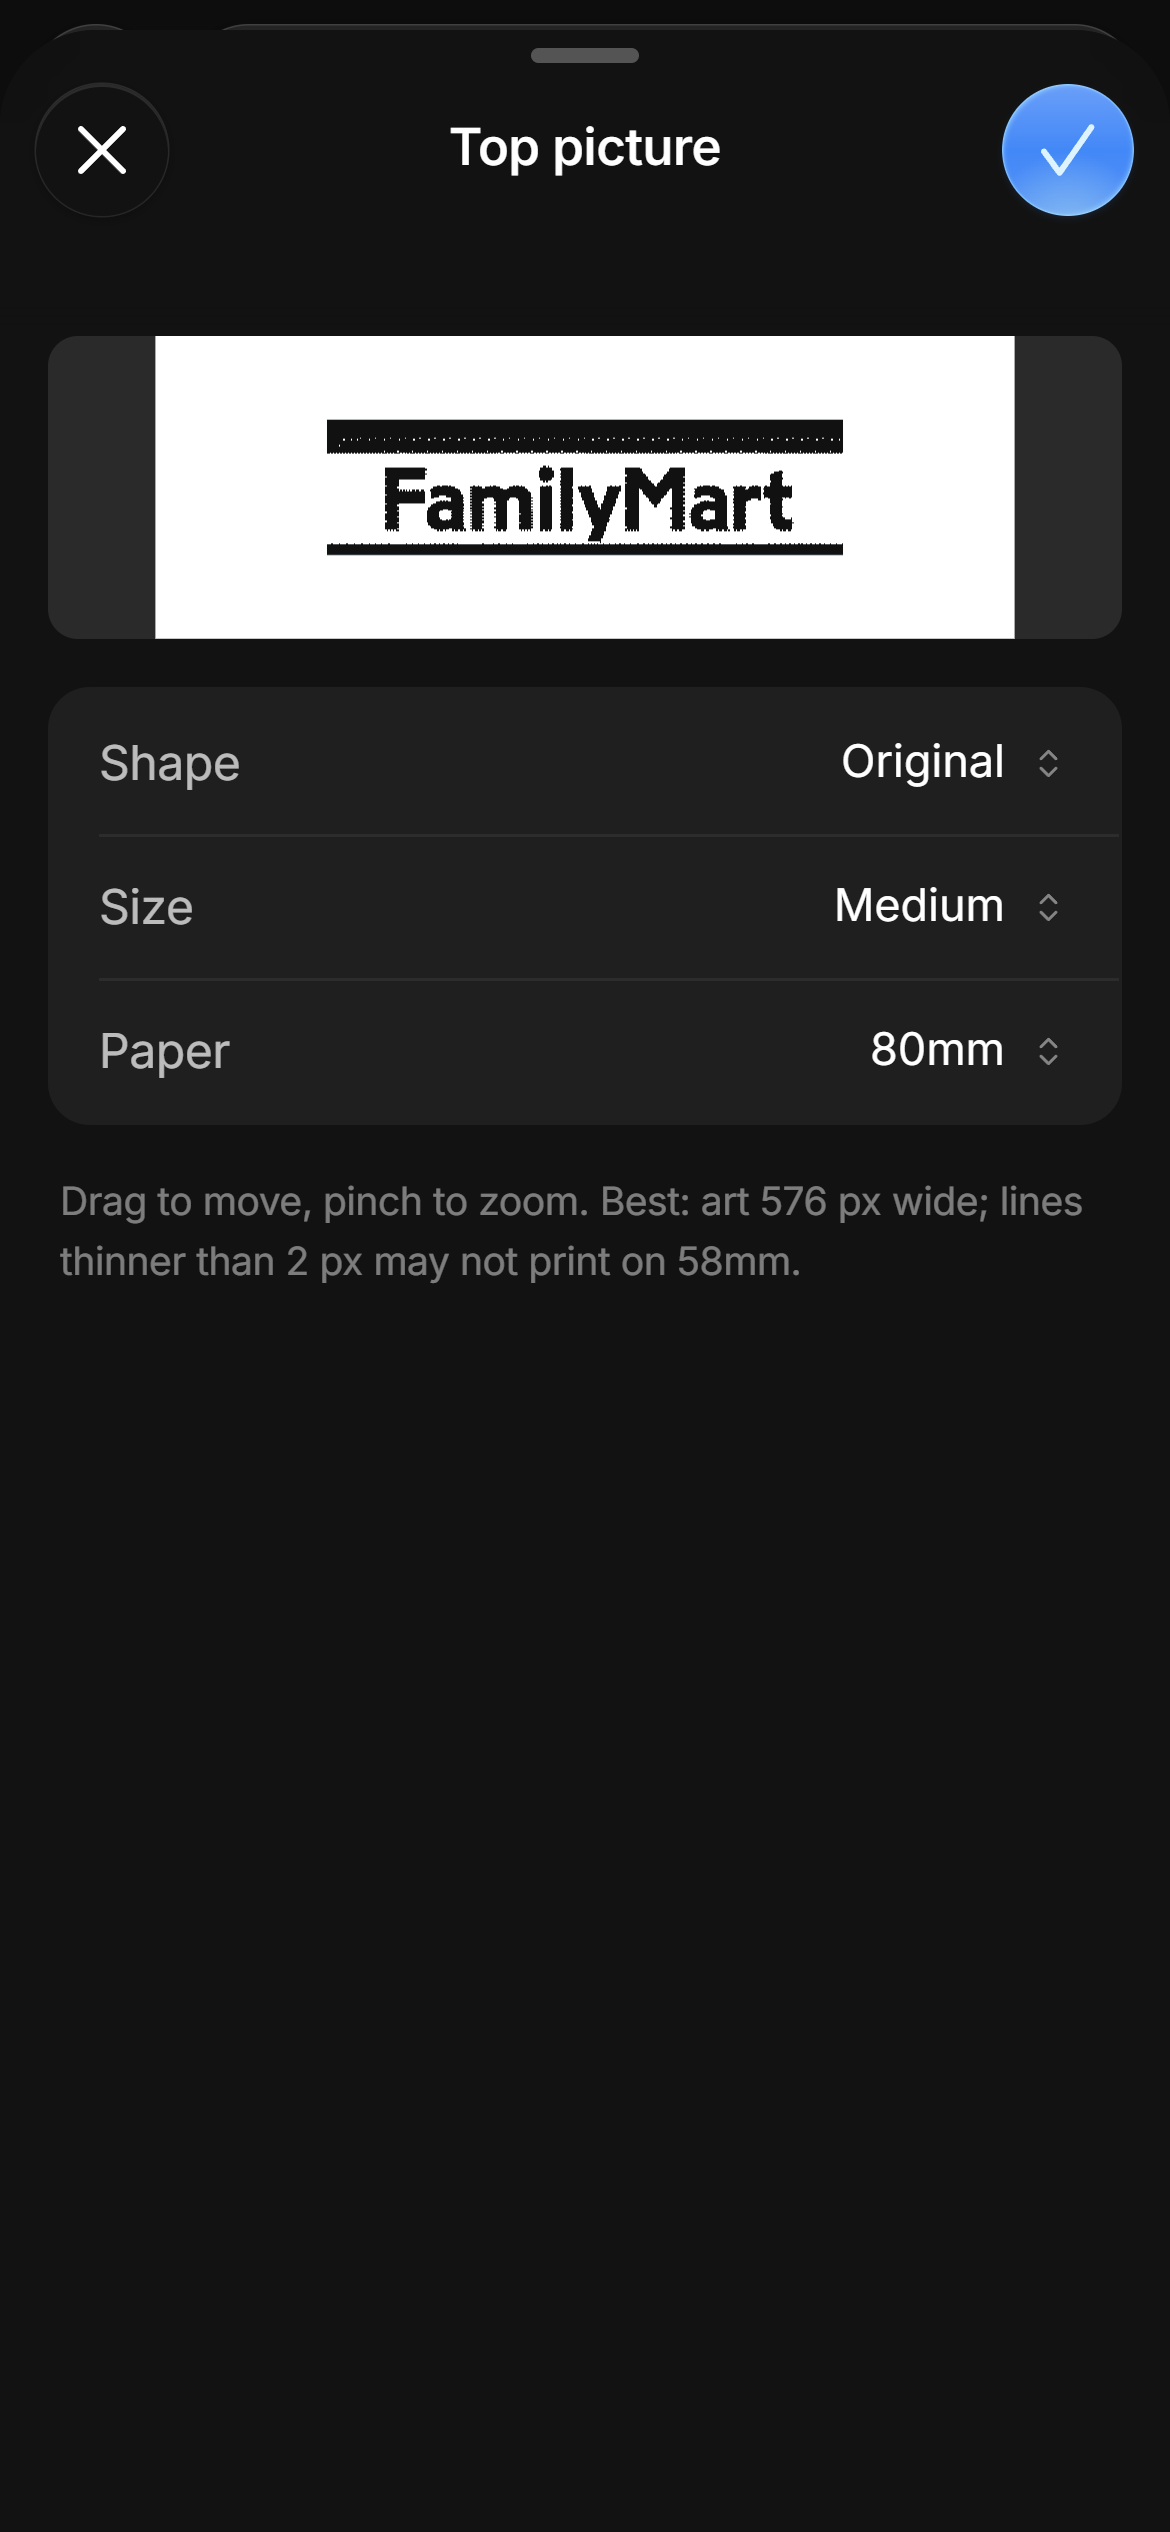 Top picture
FamilyMart
Shape Original
Size Medium
Paper 80mm
Drag to move, pinch to zoom. Best: art 576 px wide; lines
thinner than 2 px may not print on 58mm.